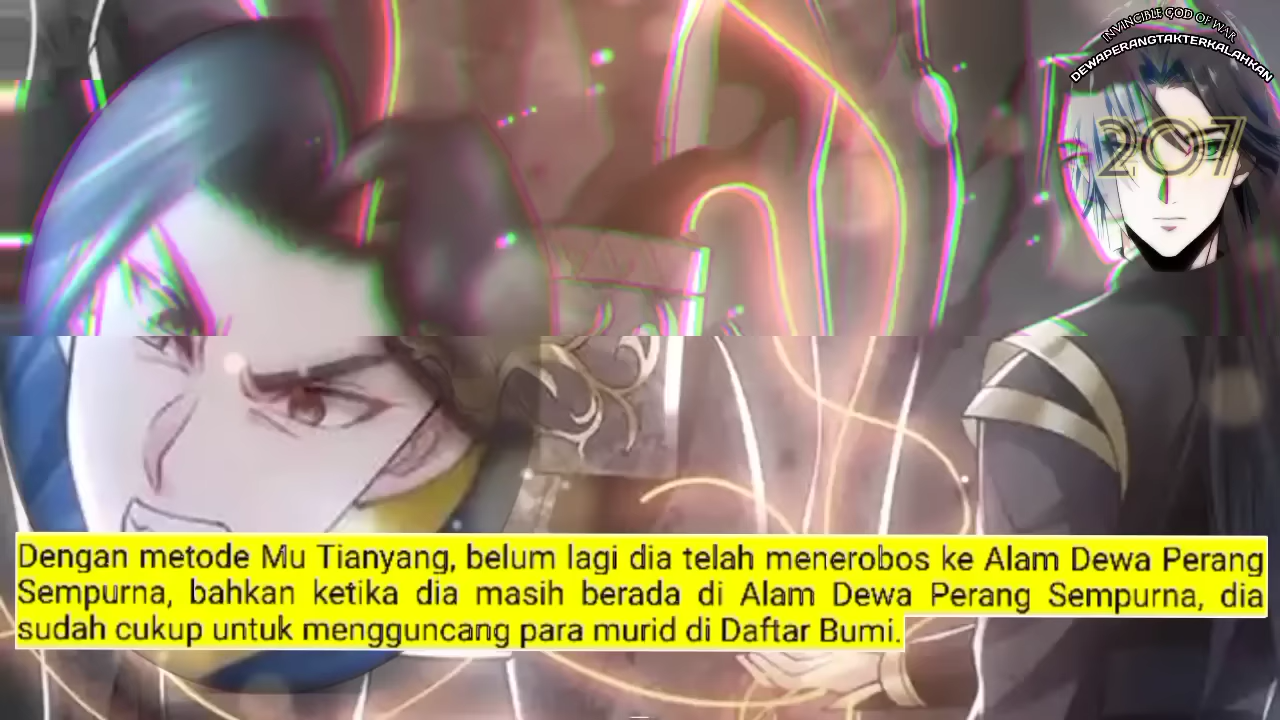 INVINCIBLE GOD OF WAR
DEWAPERANGTAKTERKALAHKAN
207
Dengan metode Mu Tianyang, belum lagi dia telah menerobos ke Alam Dewa Perang
Sempurna, bahkan ketika dia masih berada di Alam Dewa Perang Sempurna, dia
sudah cukup untuk mengguncang para murid di Daftar Bumi.